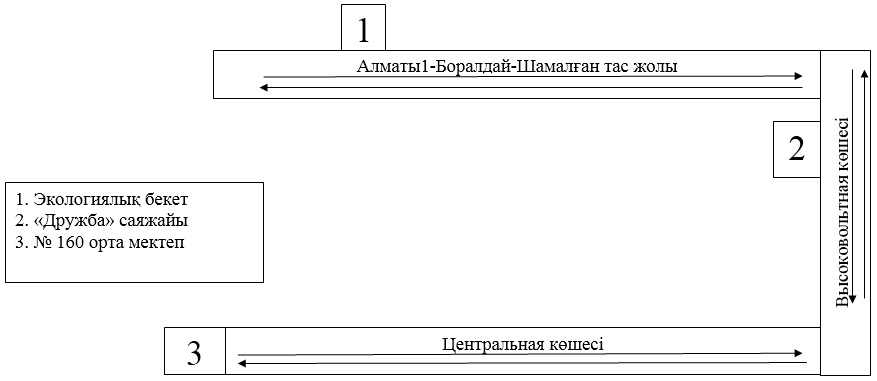 1
Алматы1-Боралдай-Шамалған тас жолы
2
Высоковольтная көшесі
1. Экологиялық бекет
2. «Дружба» саяжайы
3. № 160 орта мектеп
3
Центральная көшесі